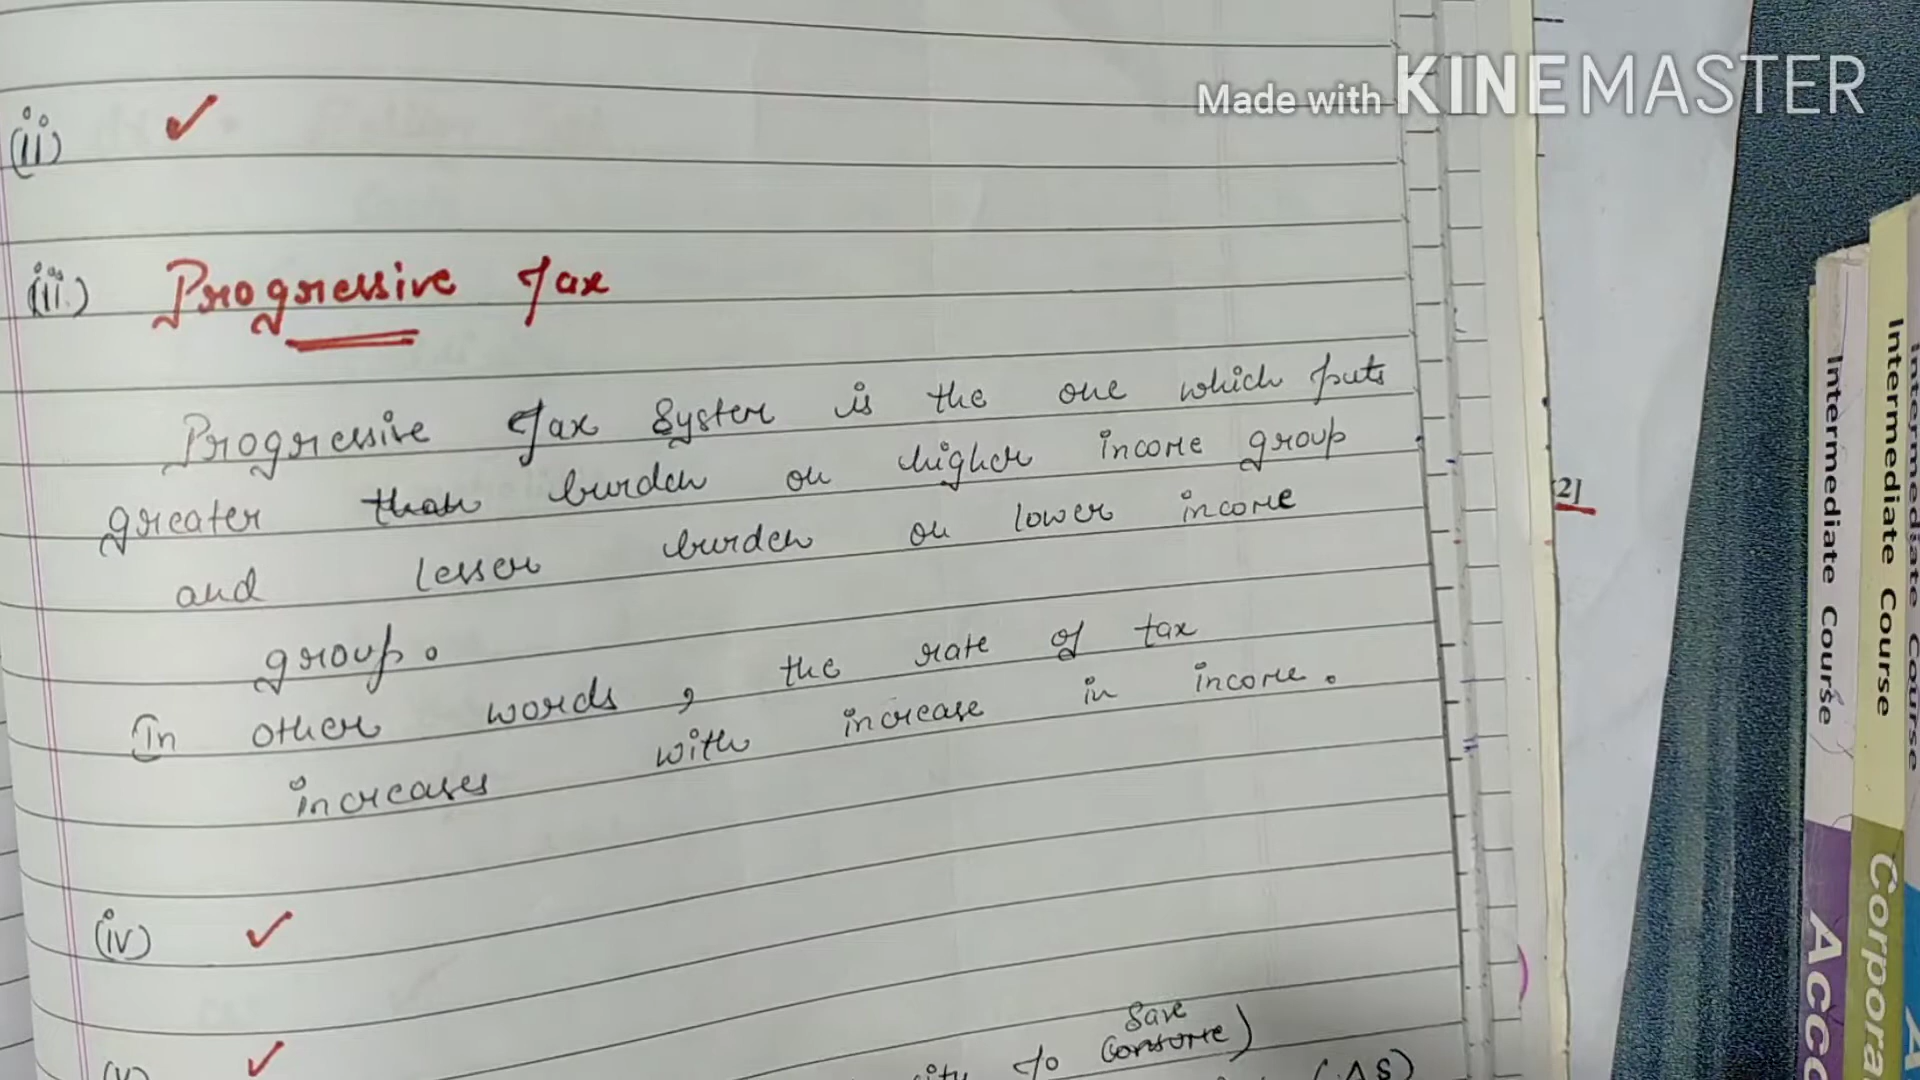 Made with KINEMASTER
(ii) ✓
(iii.) Progressive Tax
Progressive Tax System is the one which puts
greater than burden on higher income group
and lesser burden on lower income
group.
In other words, the rate of tax
increases with increase in income.
(iv) ✓
(v) ✓
Save
to Consume)
(ΔS)
2]
Intermediate Course
Intermediate Course
Intermediate Course